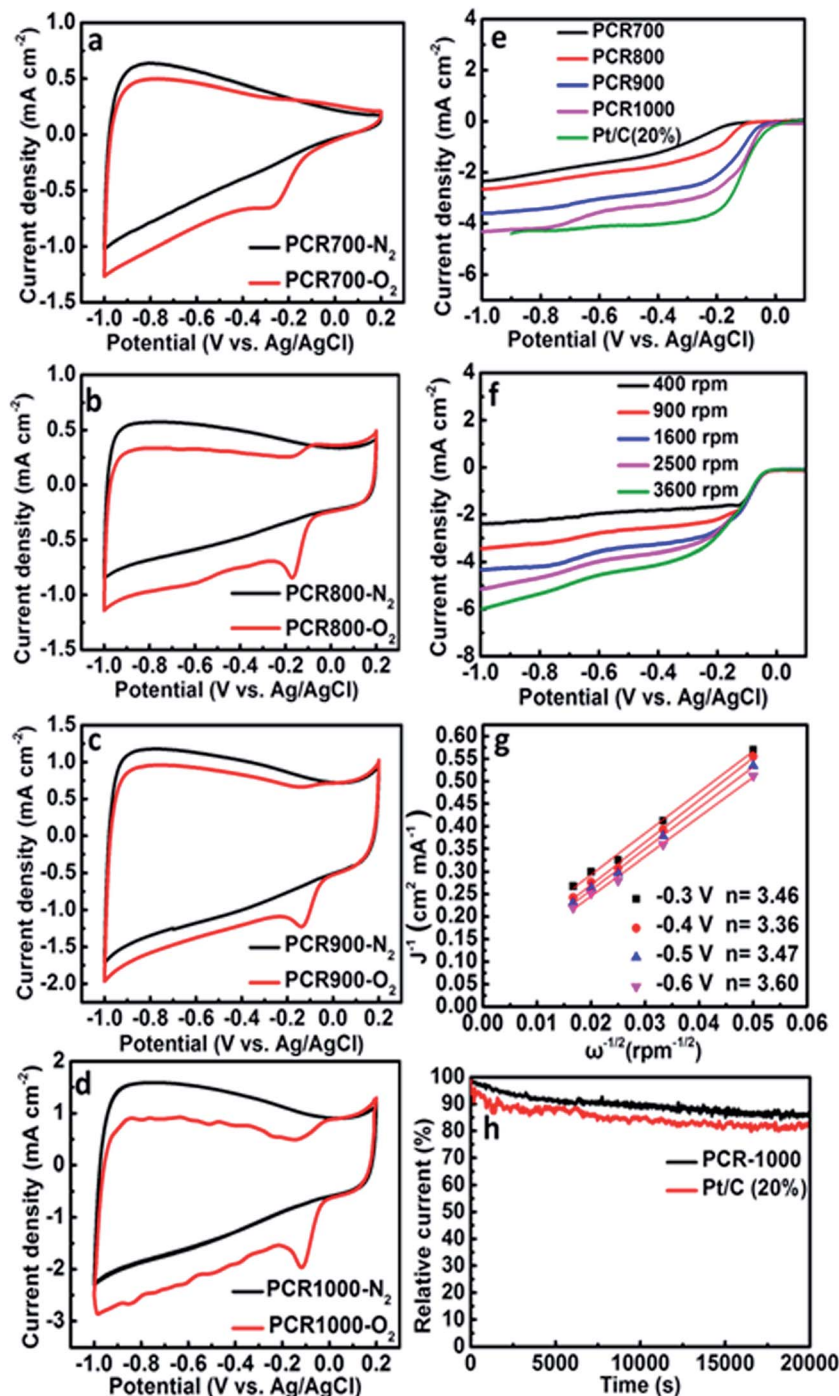 a
Current density (mA cm-2)
1.0
0.5
0.0
-0.5
-1.0
-1.5
PCR700-N2
PCR700-O2
-1.0 -0.8 -0.6 -0.4 -0.2 0.0 0.2
Potential (V vs. Ag/AgCl)
b
Current density (mA cm-2)
1.0
0.5
0.0
-0.5
-1.0
-1.5
PCR800-N2
PCR800-O2
-1.0 -0.8 -0.6 -0.4 -0.2 0.0 0.2
Potential (V vs. Ag/AgCl)
c
Current density (mA cm-2)
1.5
1.0
0.5
0.0
-0.5
-1.0
-1.5
-2.0
PCR900-N2
PCR900-O2
-1.0 -0.8 -0.6 -0.4 -0.2 0.0 0.2
Potential (V vs. Ag/AgCl)
d
Current density (mA cm-2)
2
1
0
-1
-2
-3
PCR1000-N2
PCR1000-O2
-1.0 -0.8 -0.6 -0.4 -0.2 0.0 0.2
Potential (V vs. Ag/AgCl)
e
Current density (mA cm-2)
4
2
0
-2
-4
-6
PCR700
PCR800
PCR900
PCR1000
Pt/C(20%)
-1.0 -0.8 -0.6 -0.4 -0.2 0.0
Potential (V vs. Ag/AgCl)
f
Current density (mA cm-2)
4
2
0
-2
-4
-6
-8
400 rpm
900 rpm
1600 rpm
2500 rpm
3600 rpm
-1.0 -0.8 -0.6 -0.4 -0.2 0.0
Potential (V vs. Ag/AgCl)
g
J-1 (cm2 mA-1)
0.60
0.55
0.50
0.45
0.40
0.35
0.30
0.25
0.20
0.15
0.10
0.05
0.00
-0.3 V n= 3.46
-0.4 V n= 3.36
-0.5 V n= 3.47
-0.6 V n= 3.60
0.00 0.01 0.02 0.03 0.04 0.05 0.06
ω-1/2(rpm-1/2)
h
Relative current (%)
100
90
80
70
60
50
40
30
20
10
0
PCR-1000
Pt/C (20%)
0 5000 10000 15000 20000
Time (s)